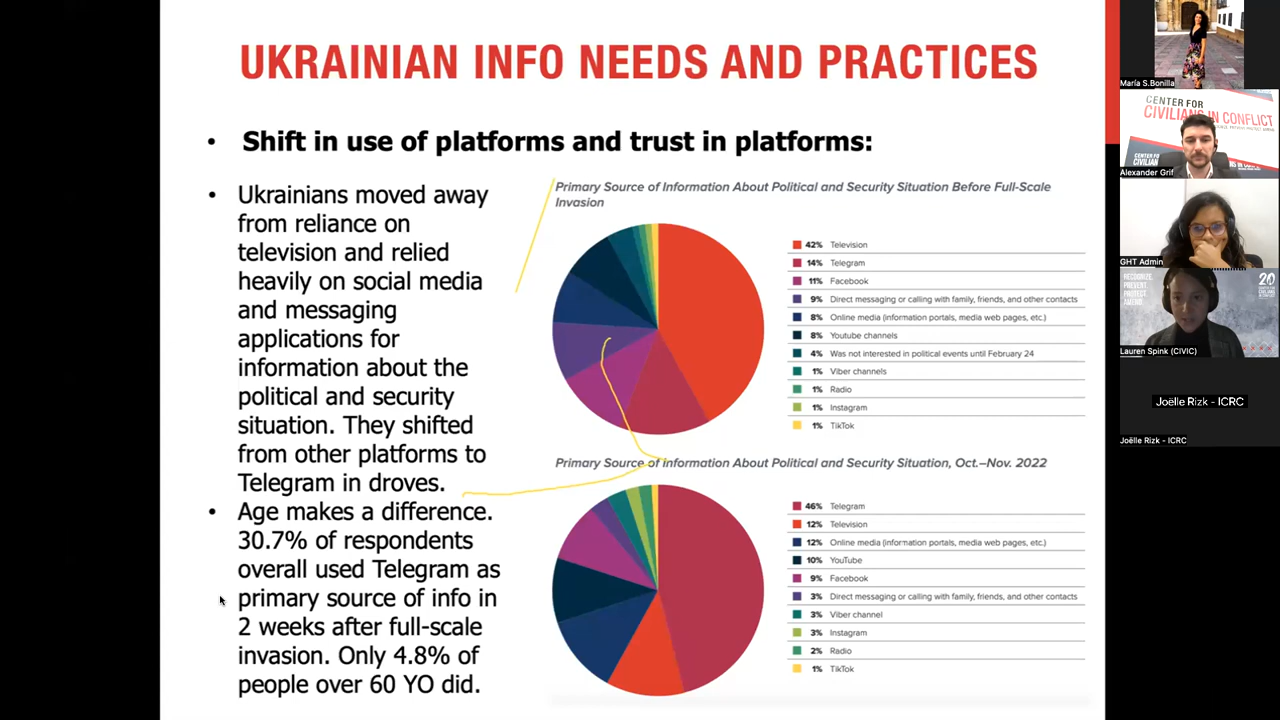 UKRAINIAN INFO NEEDS AND PRACTICES
• Shift in use of platforms and trust in platforms:
• Ukrainians moved away
from reliance on
television and relied
heavily on social media
and messaging
applications for
information about the
political and security
situation. They shifted
from other platforms to
Telegram in droves.
• Age makes a difference.
30.7% of respondents
overall used Telegram as
primary source of info in
2 weeks after full-scale
invasion. Only 4.8% of
people over 60 YO did.
Primary Source of Information About Political and Security Situation Before Full-Scale
Invasion
42% Television
14% Telegram
11% Facebook
9% Direct messaging or calling with family, friends, and other contacts
8% Online media (information portals, media web pages, etc.)
8% Youtube channels
4% Was not interested in political events until February 24
1% Viber channels
1% Radio
1% Instagram
1% TikTok
Primary Source of Information About Political and Security Situation, Oct.–Nov. 2022
46% Telegram
12% Television
12% Online media (information portals, media web pages, etc.)
10% YouTube
9% Facebook
3% Direct messaging or calling with family, friends, and other contacts
3% Viber channel
3% Instagram
2% Radio
1% TikTok
María S.Bonilla
CENTER FOR
CIVILIANS IN CONFLICT
Alexander Grif
GHT Admin
RECOGNIZE.
PREVENT.
PROTECT.
AMEND.
20
Lauren Spink (CIVIC)
Joëlle Rizk - ICRC
Joëlle Rizk - ICRC